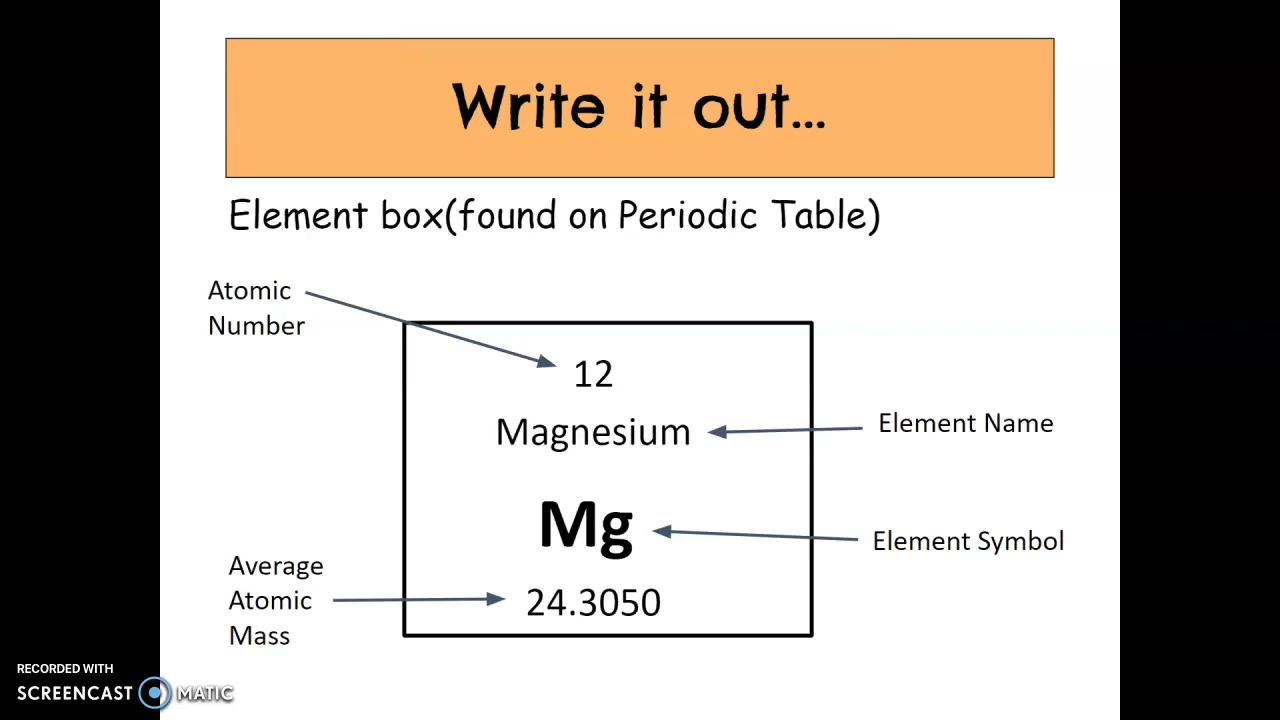 Write it out...
Element box(found on Periodic Table)
Atomic
Number
12
Magnesium
Element Name
Mg
Element Symbol
Average
Atomic
Mass
24.3050
RECORDED WITH
SCREENCAST MATIC